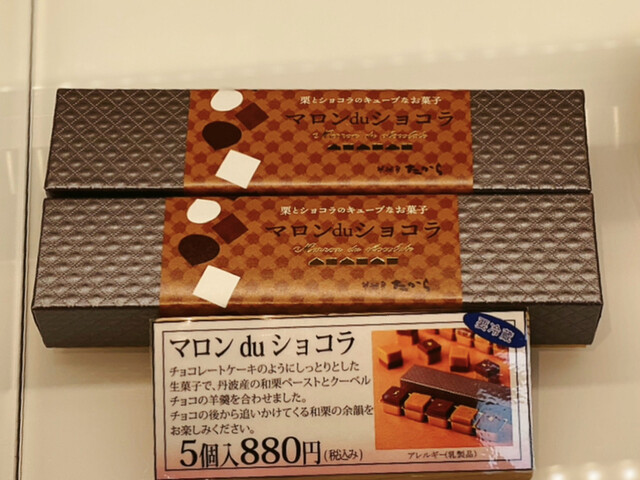 栗とショコラのキューブなお菓子
マロンduショコラ
栗とショコラのキューブなお菓子
マロンduショコラ
マロン du ショコラ
要冷蔵
チョコレートケーキのようにしっとりとした
生菓子で、丹波産の和栗ペーストとクーベル
チョコの羊羹を合わせました。
チョコの後から追いかけてくる和栗の余韻を
お楽しみください。
5個入880円(税込み)
アレルギー(乳製品)